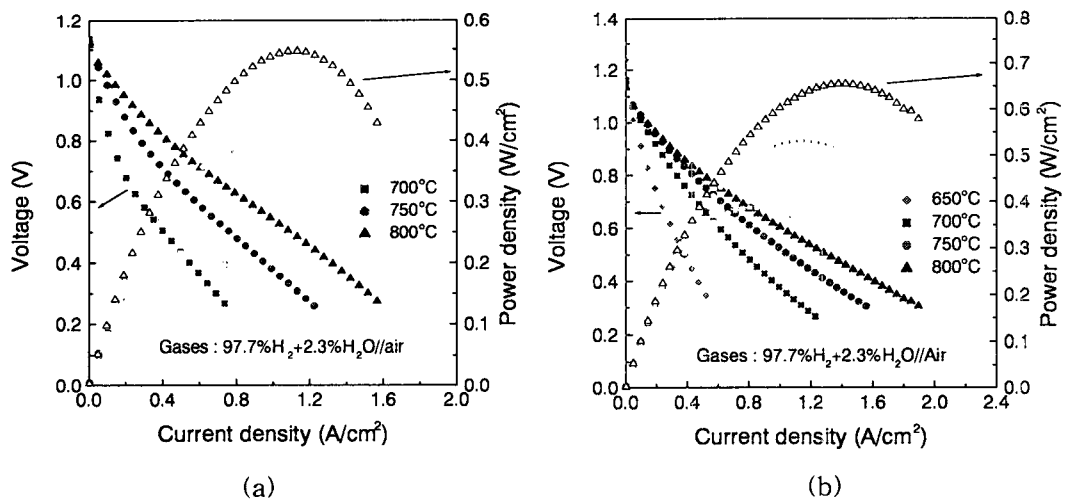 1.2
1.0
0.8
0.6
0.4
0.2
0.0
Voltage (V)
0.6
0.5
0.4
0.3
0.2
0.1
0.0
Power density (W/cm²)
700°C
750°C
800°C
Gases : 97.7%H₂+2.3%H₂O//air
0.0 0.4 0.8 1.2 1.6 2.0
Current density (A/cm²)
(a)
1.4
1.2
1.0
0.8
0.6
0.4
0.2
0.0
Voltage (V)
0.8
0.7
0.6
0.5
0.4
0.3
0.2
0.1
0.0
Power density (W/cm²)
650°C
700°C
750°C
800°C
Gases : 97.7%H₂+2.3%H₂O//Air
0.0 0.4 0.8 1.2 1.6 2.0 2.4
Current density (A/cm²)
(b)